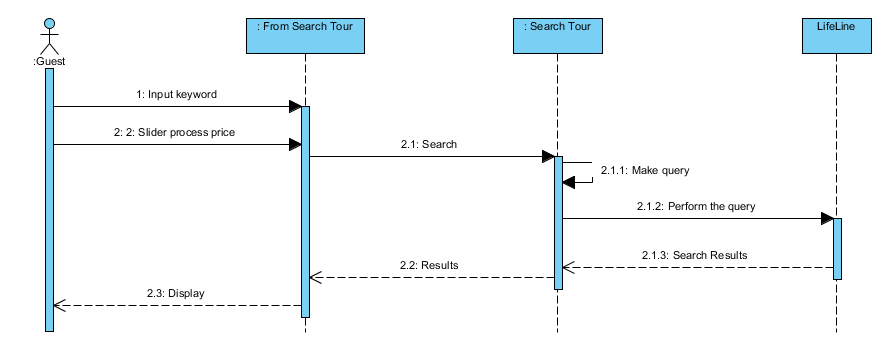 : From Search Tour
: Search Tour
LifeLine
:Guest
1: Input keyword
2: 2: Slider process price
2.1: Search
2.1.1: Make query
2.1.2: Perform the query
2.1.3: Search Results
2.2: Results
2.3: Display